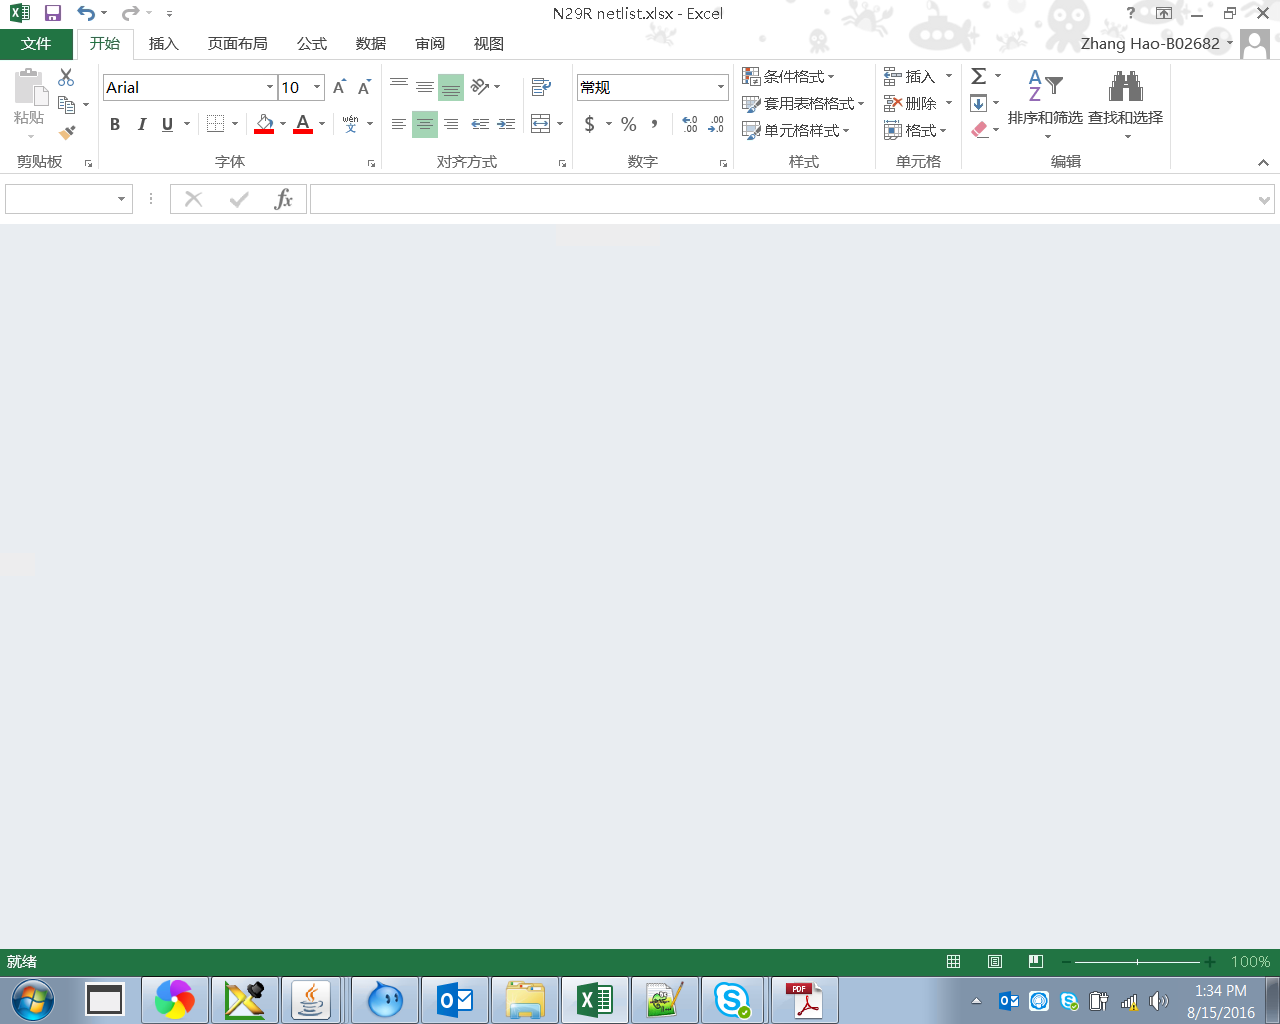 N29R netlist.xlsx - Excel
?
文件 开始 插入 页面布局 公式 数据 审阅 视图
Zhang Hao-B02682
粘贴
Arial
10
常规
B I U
wén
文
$ % ,
条件格式
套用表格格式
单元格样式
插入
删除
格式
排序和筛选 查找和选择
剪贴板 字体 对齐方式 数字 样式 单元格 编辑
fx
就绪
100%
PDF
1:34 PM
8/15/2016